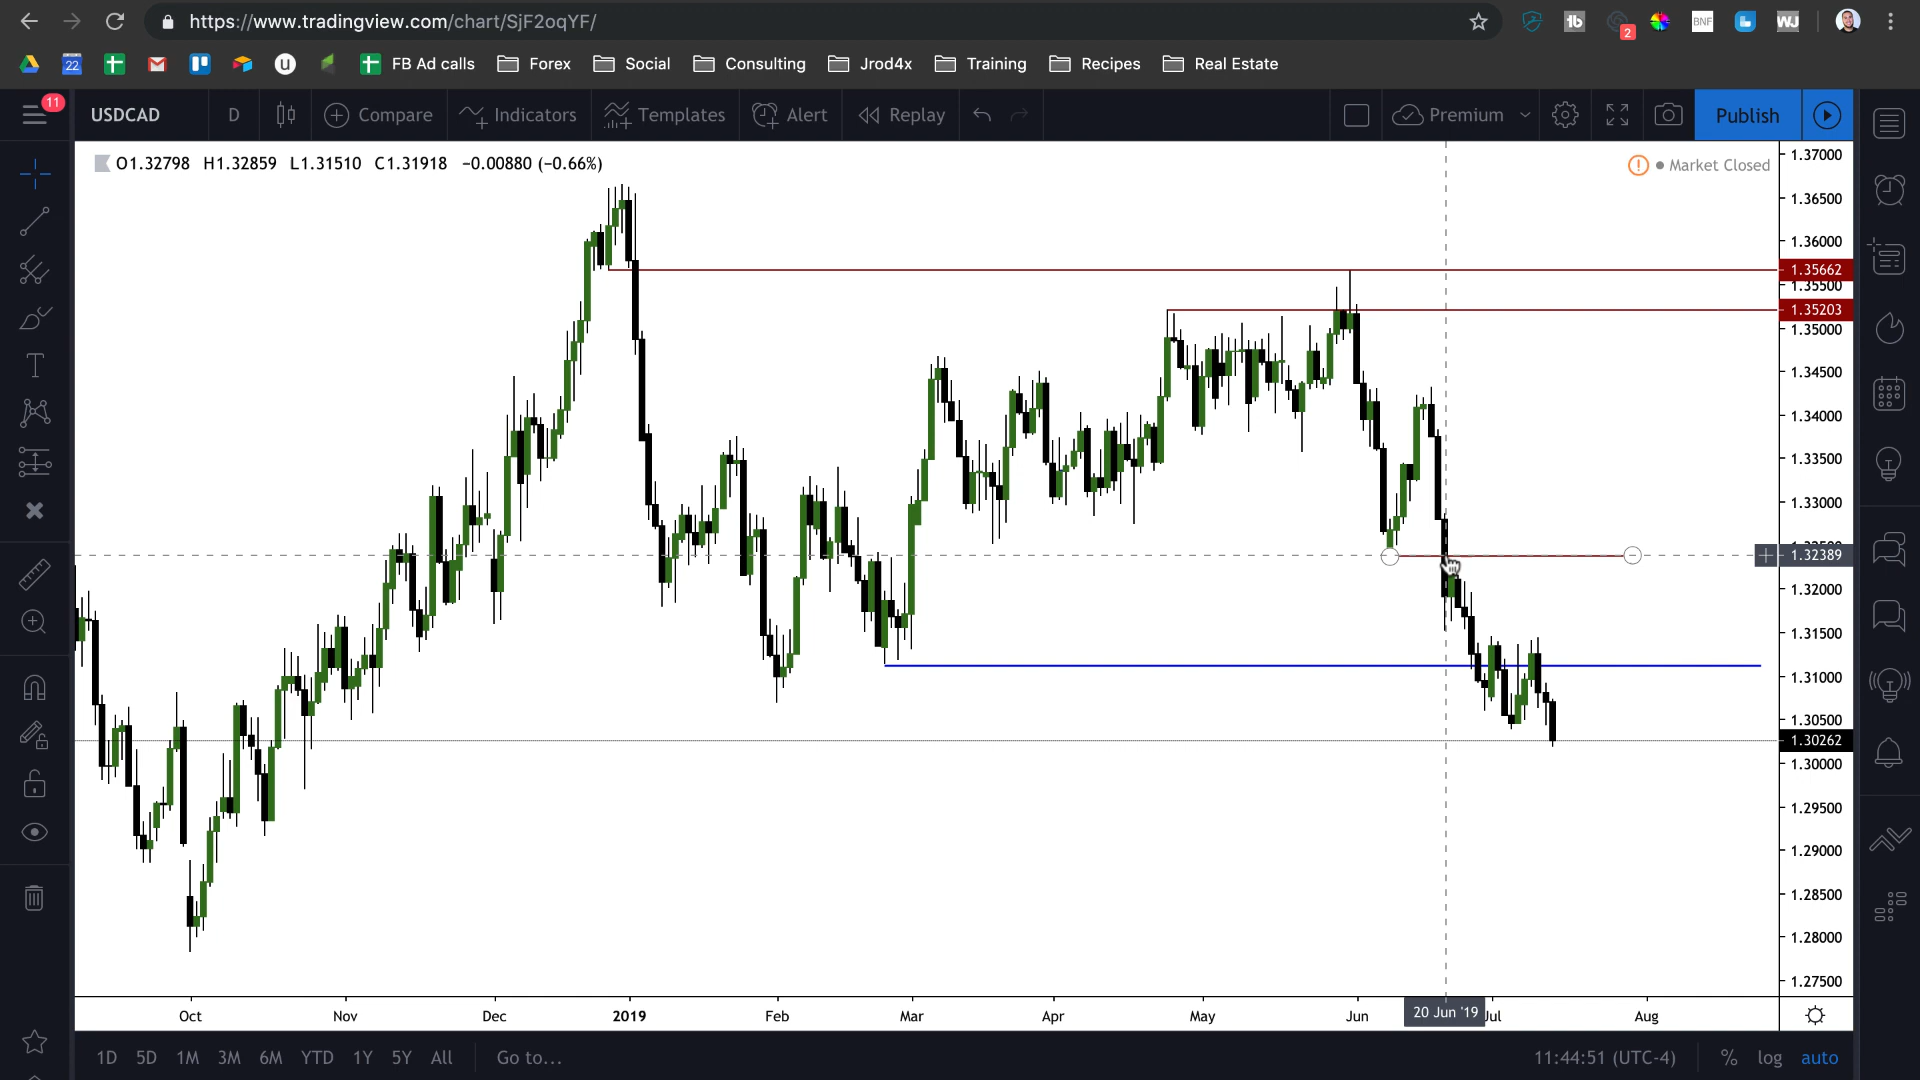 https://www.tradingview.com/chart/SjF2oqYF/
2
BNF
WJ
22
FB Ad calls
Forex
Social
Consulting
Jrod4x
Training
Recipes
Real Estate
11
USDCAD
D
Compare
Indicators
Templates
Alert
Replay
Premium
Publish
O1.32798 H1.32859 L1.31510 C1.31918 −0.00880 (−0.66%)
Market Closed
1.37000
1.36500
1.36000
1.35662
1.35500
1.35203
1.35000
1.34500
1.34000
1.33500
1.33000
1.32389
1.32000
1.31500
1.31000
1.30500
1.30262
1.30000
1.29500
1.29000
1.28500
1.28000
1.27500
Oct
Nov
Dec
2019
Feb
Mar
Apr
May
Jun
20 Jun '19
Jul
Aug
1D 5D 1M 3M 6M YTD 1Y 5Y All
Go to...
11:44:51 (UTC-4)
%
log
auto